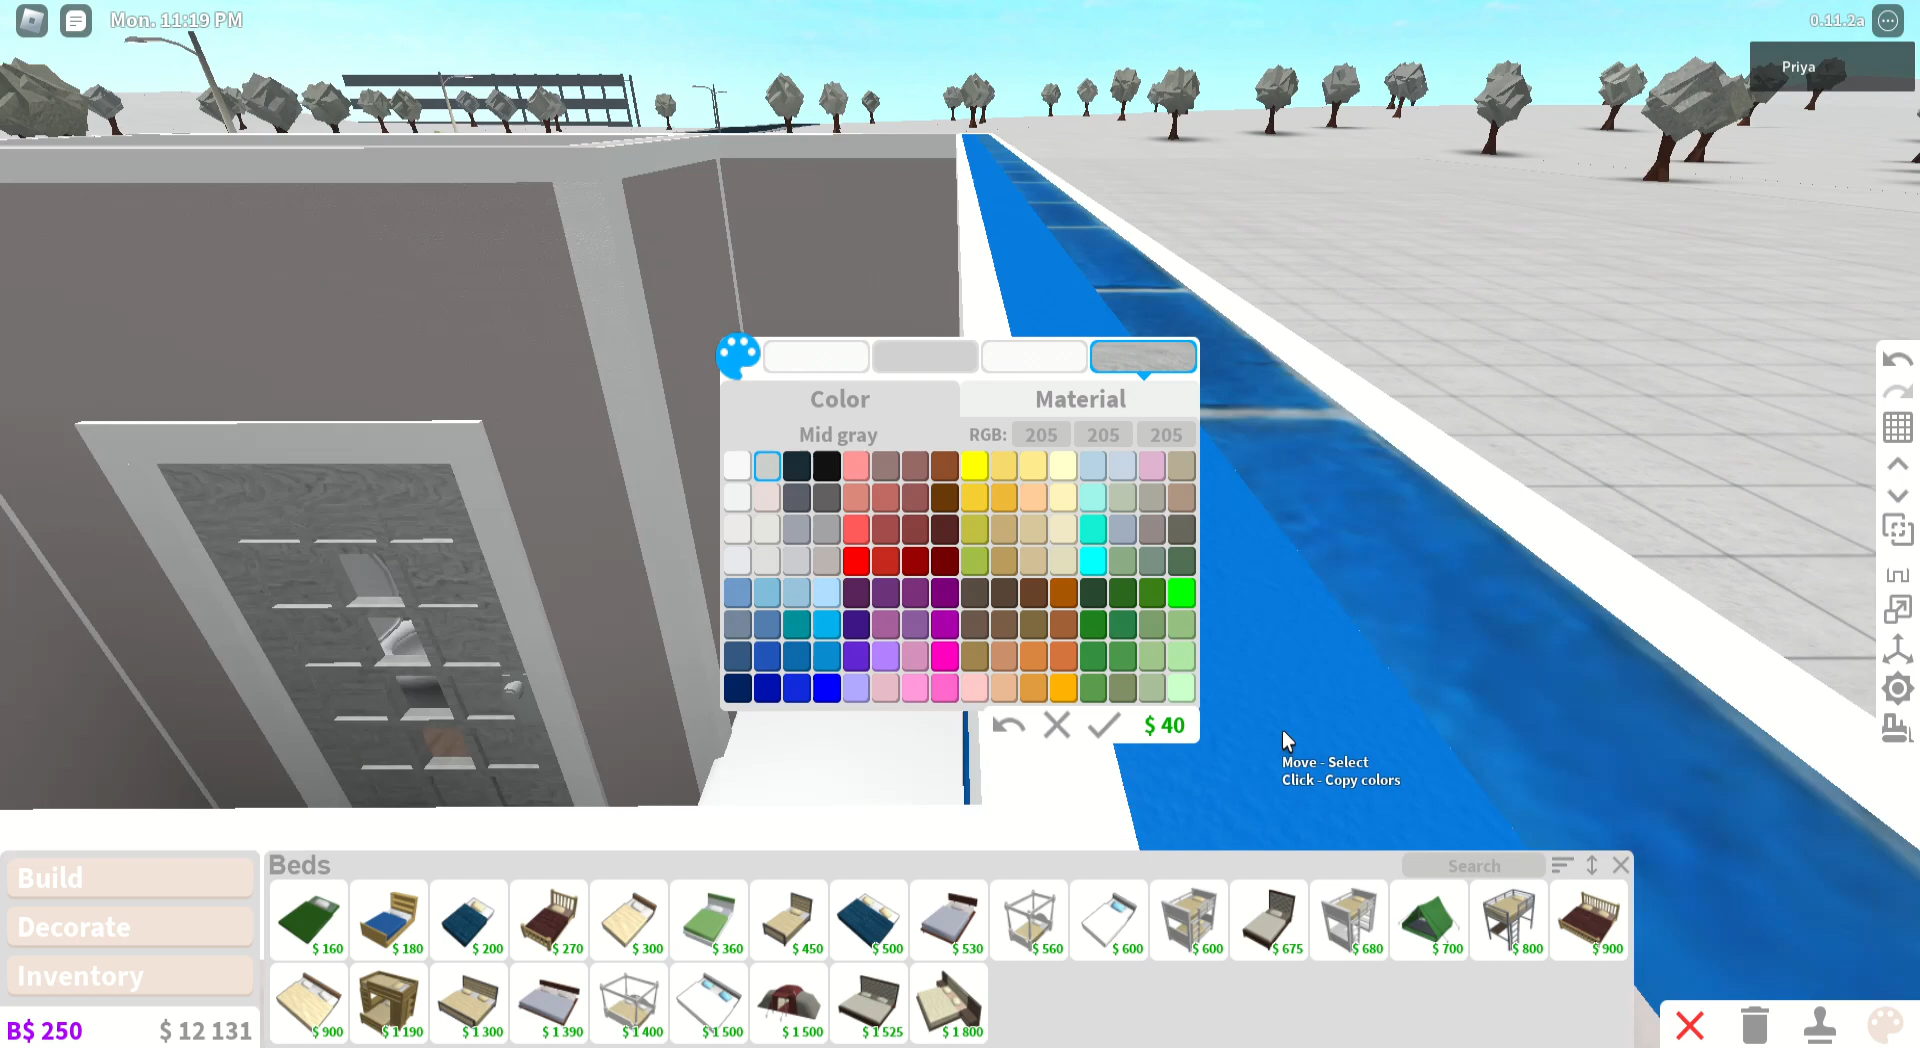 Mon. 11:19 PM
0.11.2a
Priya
Color
Material
Mid gray
RGB: 205 205 205
$ 40
Move - Select
Click - Copy colors
Build
Decorate
Inventory
B$ 250
$ 12 131
Beds
Search
$ 160
$ 180
$ 200
$ 270
$ 300
$ 360
$ 450
$ 500
$ 530
$ 560
$ 600
$ 600
$ 675
$ 680
$ 700
$ 800
$ 900
$ 900
$ 1 190
$ 1 300
$ 1 390
$ 1 400
$ 1 500
$ 1 500
$ 1 525
$ 1 800